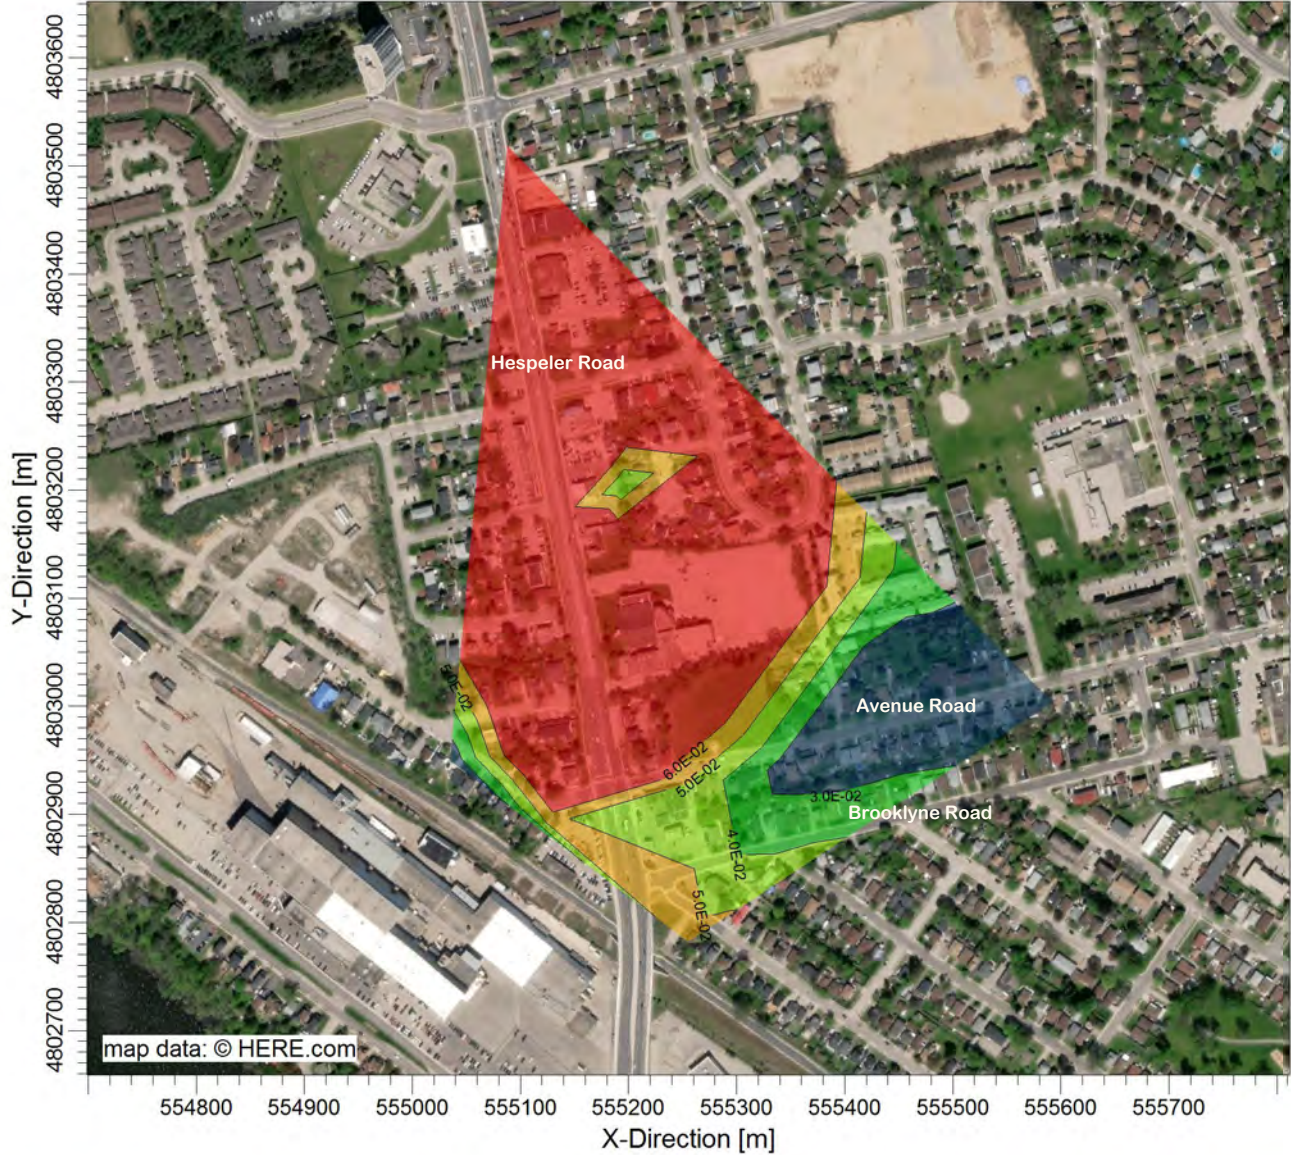 4803600
4803500
4803400
4803300
4803200
4803100
4803000
4802900
4802800
4802700
Y-Direction [m]
Hespeler Road
5.0E-02
Avenue Road
6.0E-02
5.0E-02
3.0E-02
Brooklyne Road
4.0E-02
5.0E-02
map data: © HERE.com
554800 554900 555000 555100 555200 555300 555400 555500 555600 555700
X-Direction [m]